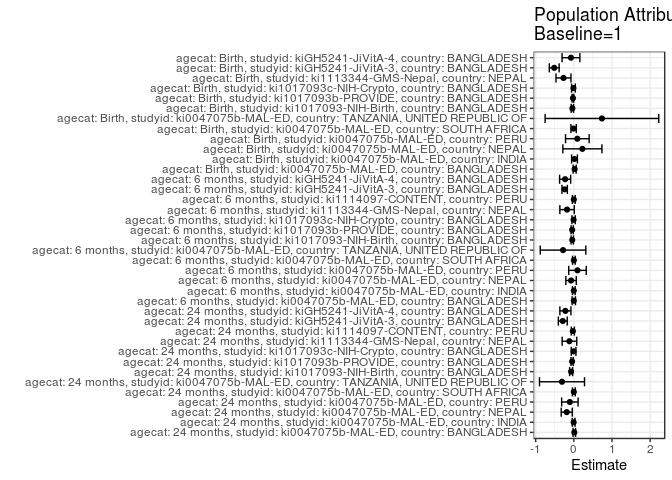 Population Attribu
Baseline=1
agecat: Birth, studyid: kiGH5241-JiVitA-4, country: BANGLADESH
agecat: Birth, studyid: kiGH5241-JiVitA-3, country: BANGLADESH
agecat: Birth, studyid: ki1113344-GMS-Nepal, country: NEPAL
agecat: Birth, studyid: ki1017093c-NIH-Crypto, country: BANGLADESH
agecat: Birth, studyid: ki1017093b-PROVIDE, country: BANGLADESH
agecat: Birth, studyid: ki1017093-NIH-Birth, country: BANGLADESH
agecat: Birth, studyid: ki0047075b-MAL-ED, country: TANZANIA, UNITED REPUBLIC OF
agecat: Birth, studyid: ki0047075b-MAL-ED, country: SOUTH AFRICA
agecat: Birth, studyid: ki0047075b-MAL-ED, country: PERU
agecat: Birth, studyid: ki0047075b-MAL-ED, country: NEPAL
agecat: Birth, studyid: ki0047075b-MAL-ED, country: INDIA
agecat: Birth, studyid: ki0047075b-MAL-ED, country: BANGLADESH
agecat: 6 months, studyid: kiGH5241-JiVitA-4, country: BANGLADESH
agecat: 6 months, studyid: kiGH5241-JiVitA-3, country: BANGLADESH
agecat: 6 months, studyid: ki1114097-CONTENT, country: PERU
agecat: 6 months, studyid: ki1113344-GMS-Nepal, country: NEPAL
agecat: 6 months, studyid: ki1017093c-NIH-Crypto, country: BANGLADESH
agecat: 6 months, studyid: ki1017093b-PROVIDE, country: BANGLADESH
agecat: 6 months, studyid: ki1017093-NIH-Birth, country: BANGLADESH
agecat: 6 months, studyid: ki0047075b-MAL-ED, country: TANZANIA, UNITED REPUBLIC OF
agecat: 6 months, studyid: ki0047075b-MAL-ED, country: SOUTH AFRICA
agecat: 6 months, studyid: ki0047075b-MAL-ED, country: PERU
agecat: 6 months, studyid: ki0047075b-MAL-ED, country: NEPAL
agecat: 6 months, studyid: ki0047075b-MAL-ED, country: INDIA
agecat: 6 months, studyid: ki0047075b-MAL-ED, country: BANGLADESH
agecat: 24 months, studyid: kiGH5241-JiVitA-4, country: BANGLADESH
agecat: 24 months, studyid: kiGH5241-JiVitA-3, country: BANGLADESH
agecat: 24 months, studyid: ki1114097-CONTENT, country: PERU
agecat: 24 months, studyid: ki1113344-GMS-Nepal, country: NEPAL
agecat: 24 months, studyid: ki1017093c-NIH-Crypto, country: BANGLADESH
agecat: 24 months, studyid: ki1017093b-PROVIDE, country: BANGLADESH
agecat: 24 months, studyid: ki1017093-NIH-Birth, country: BANGLADESH
agecat: 24 months, studyid: ki0047075b-MAL-ED, country: TANZANIA, UNITED REPUBLIC OF
agecat: 24 months, studyid: ki0047075b-MAL-ED, country: SOUTH AFRICA
agecat: 24 months, studyid: ki0047075b-MAL-ED, country: PERU
agecat: 24 months, studyid: ki0047075b-MAL-ED, country: NEPAL
agecat: 24 months, studyid: ki0047075b-MAL-ED, country: INDIA
agecat: 24 months, studyid: ki0047075b-MAL-ED, country: BANGLADESH
-1 0 1 2
Estimate